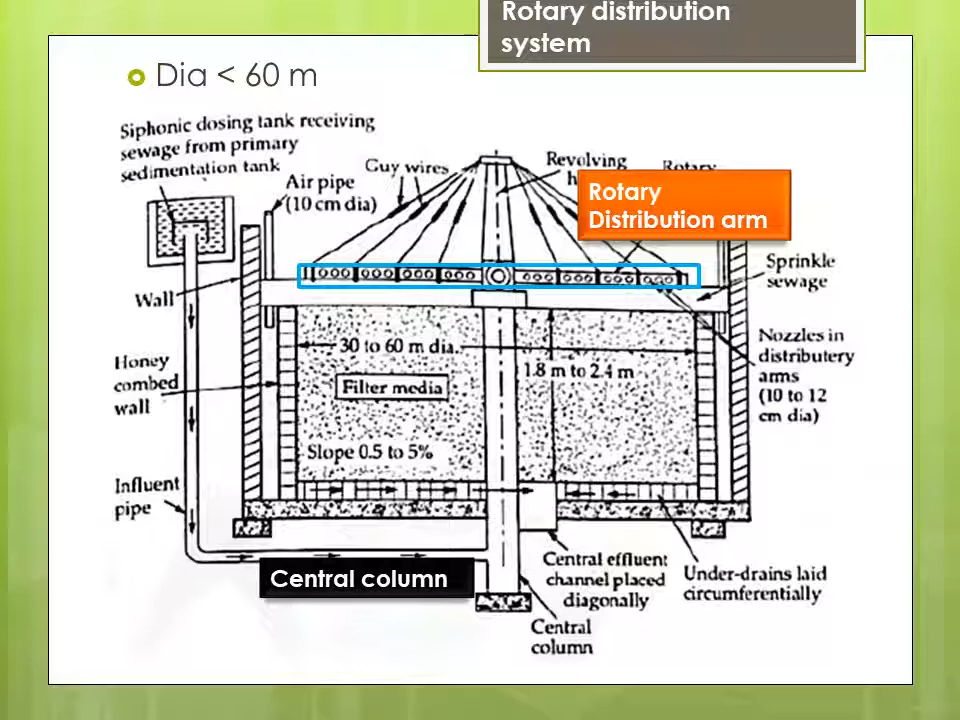 Rotary distribution
system
Dia < 60 m
Siphonic dosing tank receiving
sewage from primary
sedimentation tank
Air pipe
(10 cm dia)
Guy wires
Revolving
Rotary
Rotary
Distribution arm
Sprinkle
sewage
Wall
Nozzles in
distributery
arms
(10 to 12
cm dia)
Honey
combed
wall
30 to 60 m dia.
1.8 m to 2.4 m
Filter media
Slope 0.5 to 5%
Influent
pipe
Central column
Central effluent
channel placed
diagonally
Under-drains laid
circumferentially
Central
column